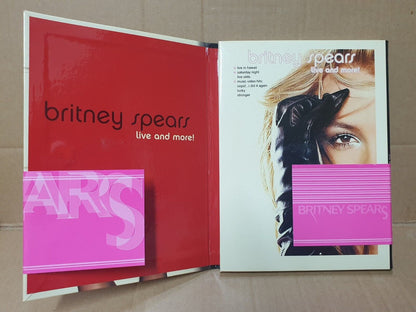 britney spears
live and more!
ARS
britney spears
live and more!
live in hawaii
saturday night
live skits
music video hits
oops!...i did it again
lucky
stronger
BRITNEY SPEARS